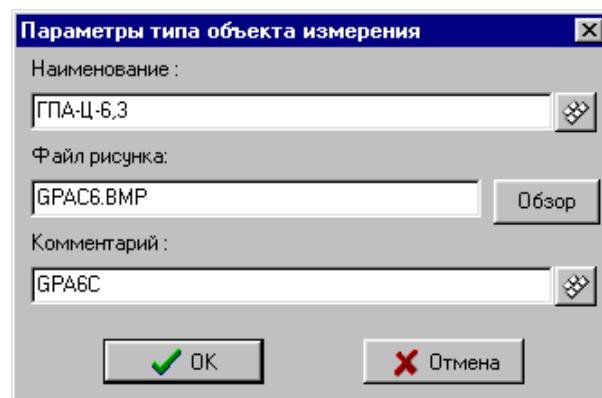 Параметры типа объекта измерения
Наименование :
ГПА-Ц-6,3
Файл рисунка:
GPAC6.BMP
Обзор
Комментарий :
GPA6C
OK
Отмена